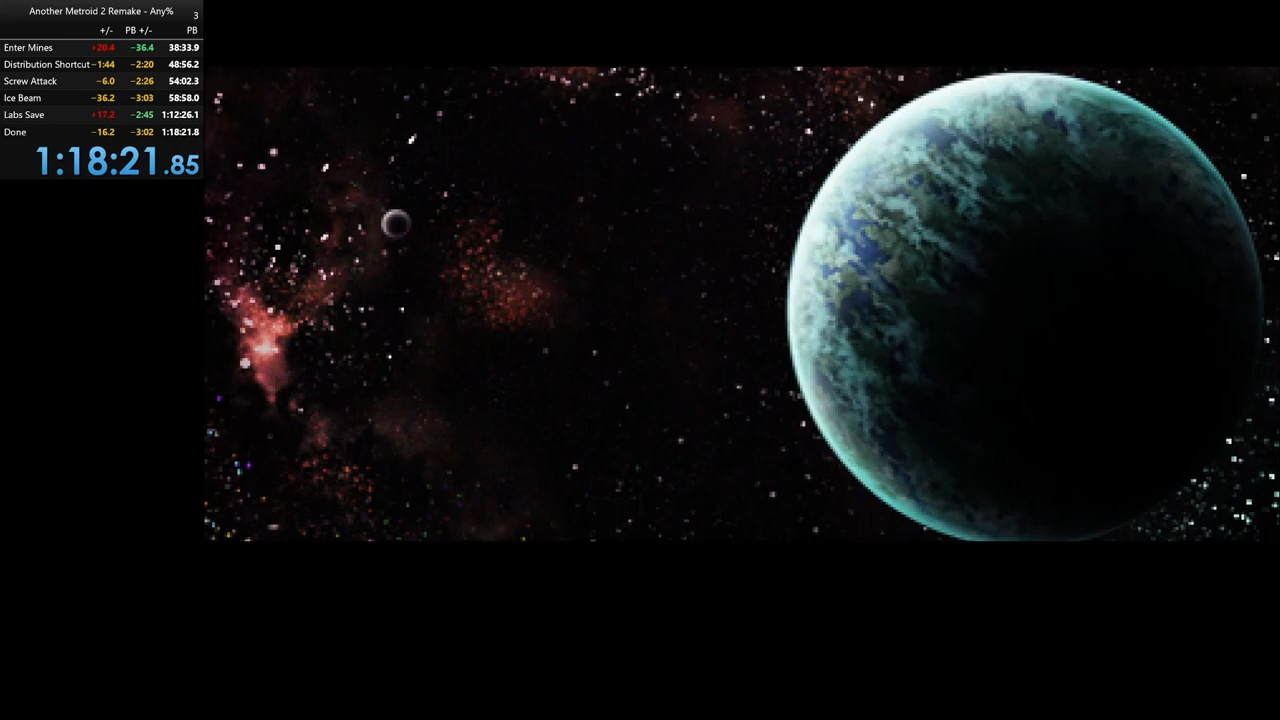 Another Metroid 2 Remake - Any%
3
+/- PB +/- PB
Enter Mines +20.4 −36.4 38:33.9
Distribution Shortcut −1:44 −2:20 48:56.2
Screw Attack −6.0 −2:26 54:02.3
Ice Beam −36.2 −3:03 58:58.0
Labs Save +17.2 −2:45 1:12:26.1
Done −16.2 −3:02 1:18:21.8
1:18:21.85